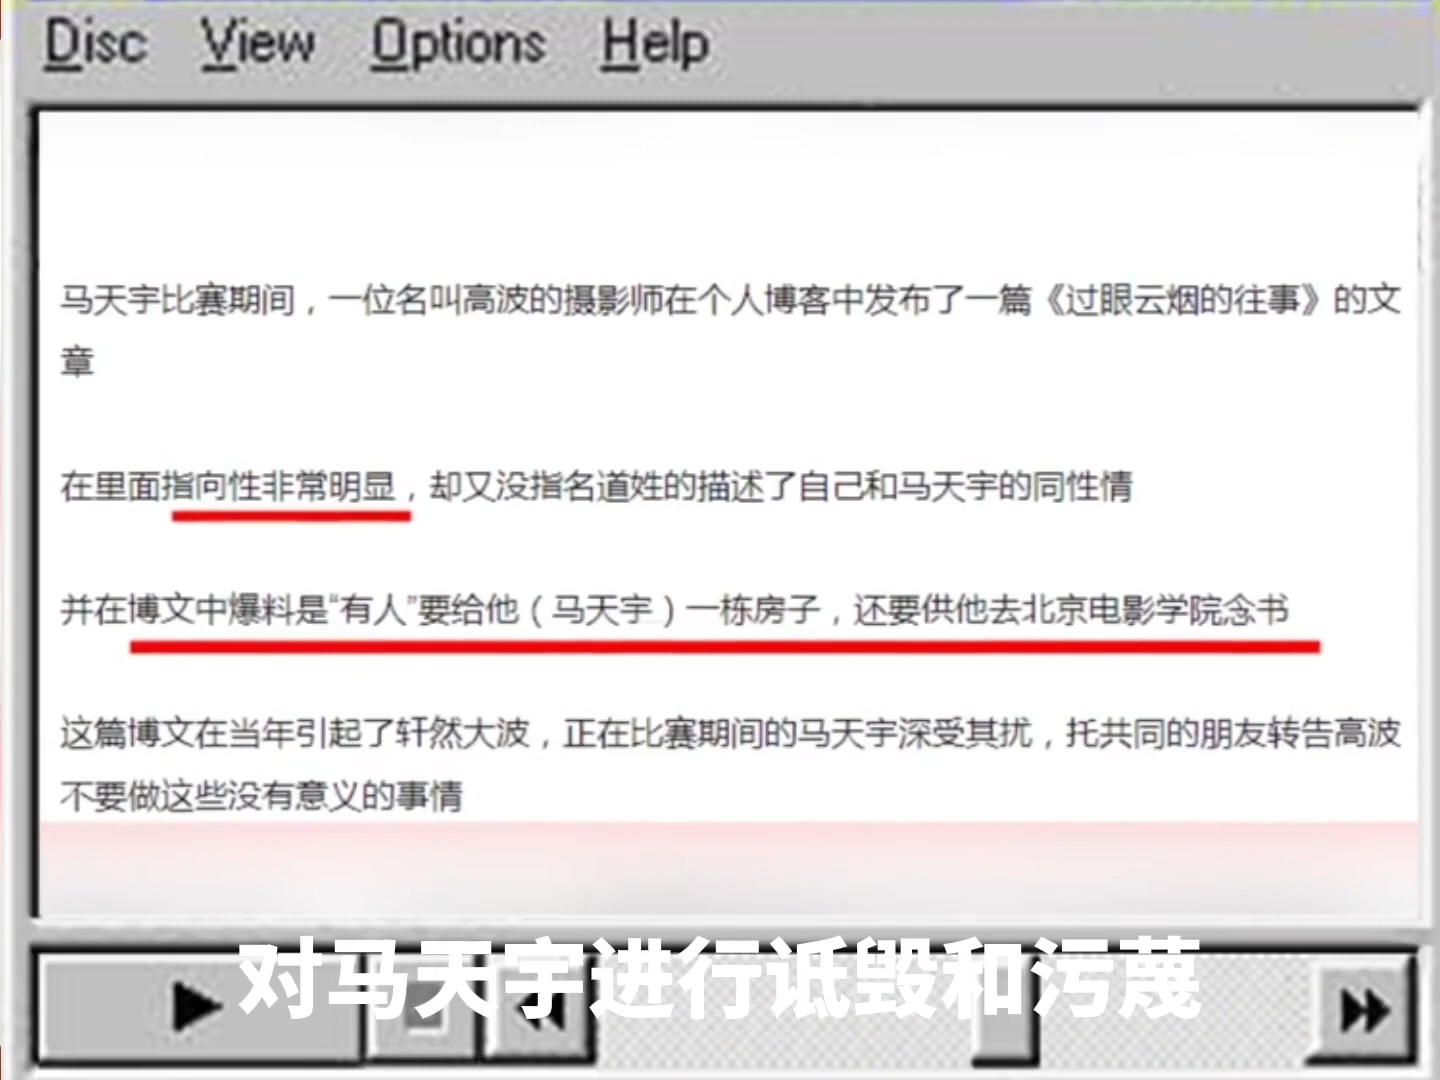 Disc View Options Help
马天宇比赛期间，一位名叫高波的摄影师在个人博客中发布了一篇《过眼云烟的往事》的文
章
在里面指向性非常明显，却又没指名道姓的描述了自己和马天宇的同性情
并在博文中爆料是“有人”要给他（马天宇）一栋房子，还要供他去北京电影学院念书
这篇博文在当年引起了轩然大波，正在比赛期间的马天宇深受其扰，托共同的朋友转告高波
不要做这些没有意义的事情
对马天宇进行诋毁和污蔑